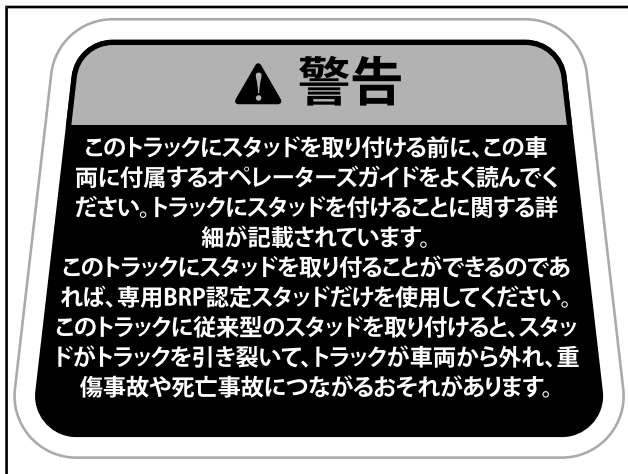 警告
このトラックにスタッドを取り付ける前に、この車
両に付属するオペレーターズガイドをよく読んでく
ださい。トラックにスタッドを付けることに関する詳
細が記載されています。
このトラックにスタッドを取り付ることができるのであ
れば、専用BRP認定スタッドだけを使用してください。
このトラックに従来型のスタッドを取り付けると、スタッ
ドがトラックを引き裂いて、トラックが車両から外れ、重
傷事故や死亡事故につながるおそれがあります。